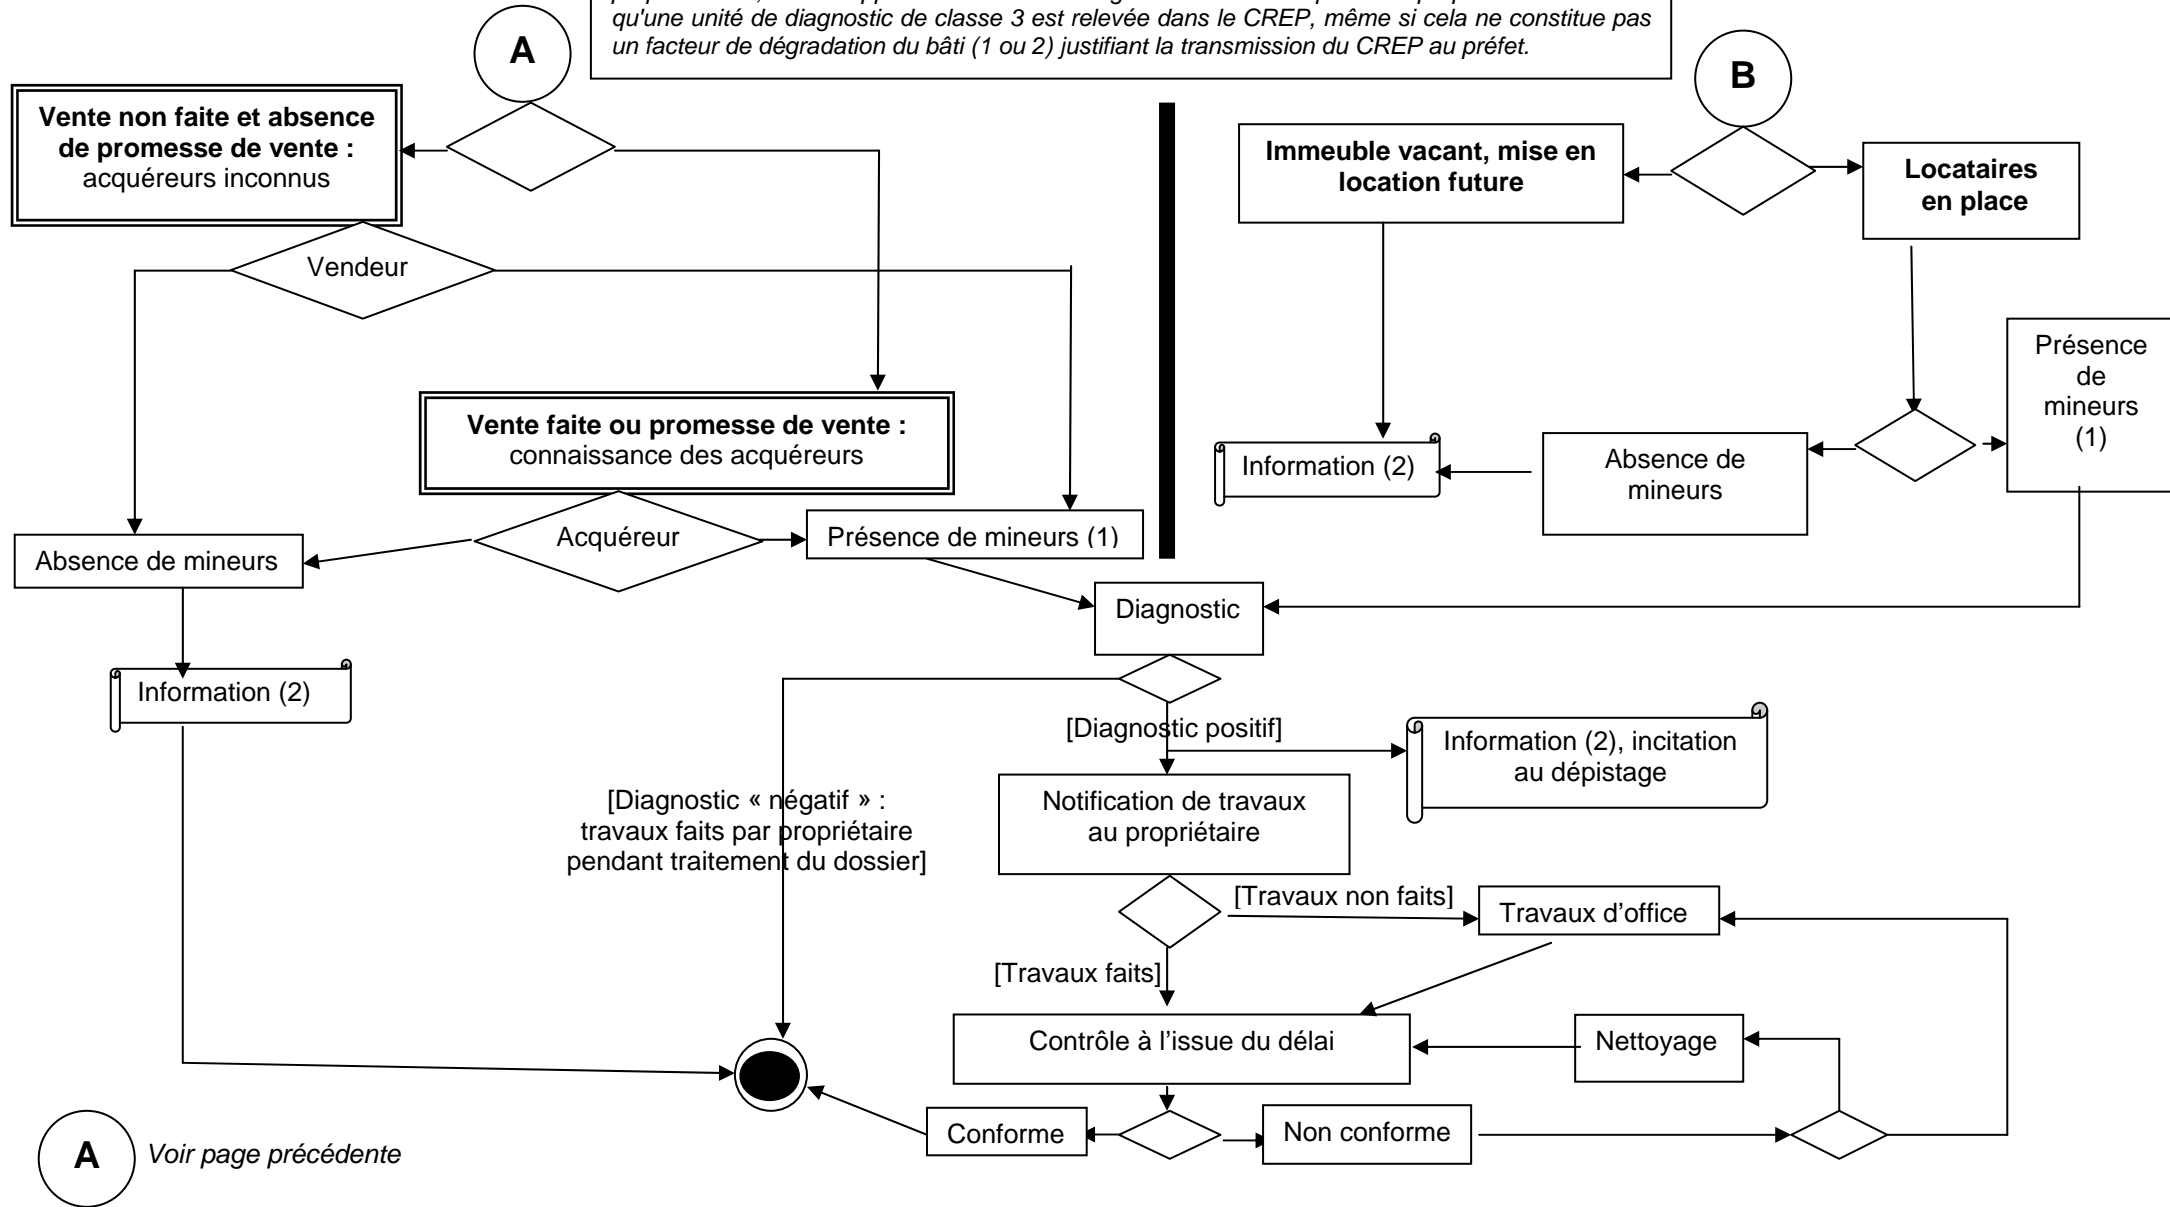 qu'une unité de diagnostic de classe 3 est relevée dans le CREP, même si cela ne constitue pas
un facteur de dégradation du bâti (1 ou 2) justifiant la transmission du CREP au préfet.
A
B
Vente non faite et absence
de promesse de vente :
acquéreurs inconnus
Immeuble vacant, mise en
location future
Locataires
en place
Vendeur
Présence
de
mineurs
(1)
Vente faite ou promesse de vente :
connaissance des acquéreurs
Information (2)
Absence de
mineurs
Acquéreur
Présence de mineurs (1)
Absence de mineurs
Diagnostic
Information (2)
[Diagnostic positif]
Information (2), incitation
au dépistage
[Diagnostic « négatif » :
travaux faits par propriétaire
pendant traitement du dossier]
Notification de travaux
au propriétaire
[Travaux non faits]
Travaux d’office
[Travaux faits]
Contrôle à l’issue du délai
Nettoyage
Conforme
Non conforme
A
Voir page précédente